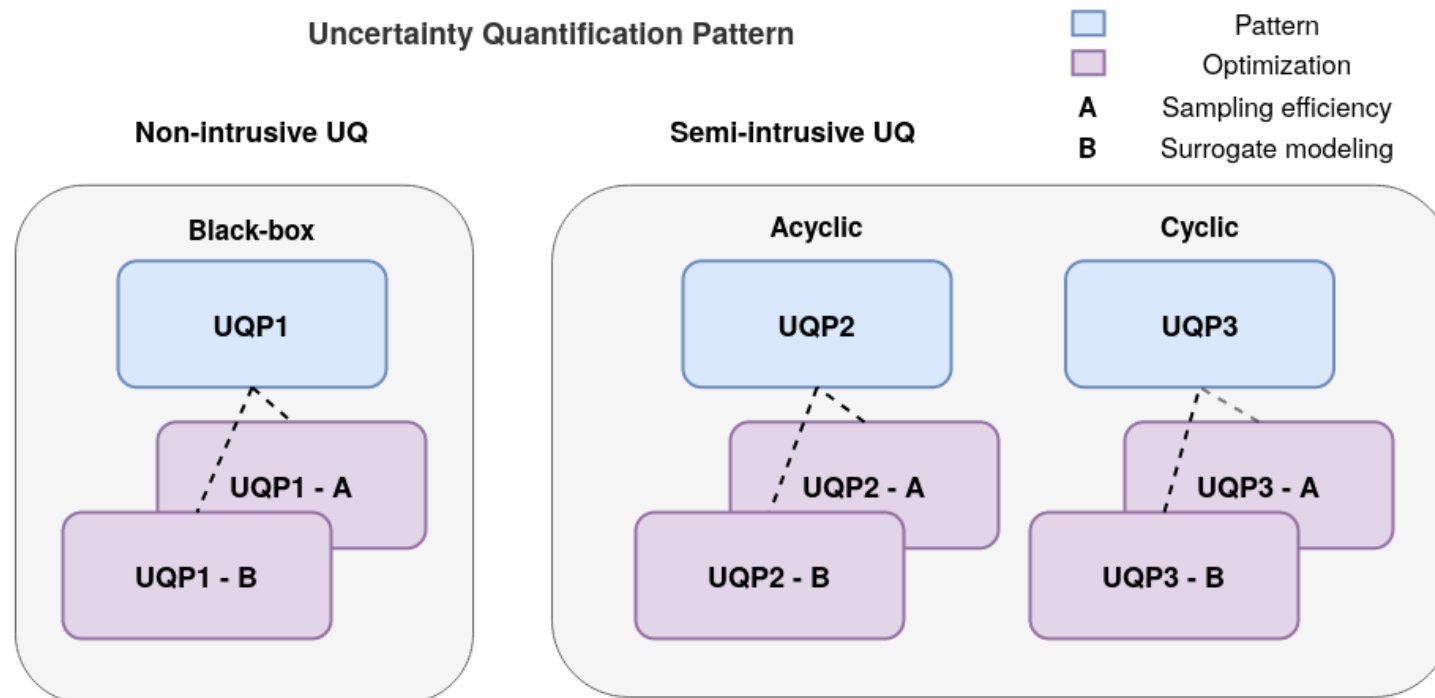 Uncertainty Quantification Pattern
Pattern
Optimization
A Sampling efficiency
B Surrogate modeling
Non-intrusive UQ
Semi-intrusive UQ
Black-box
UQP1
UQP1 - A
UQP1 - B
Acyclic
UQP2
UQP2 - A
UQP2 - B
Cyclic
UQP3
UQP3 - A
UQP3 - B